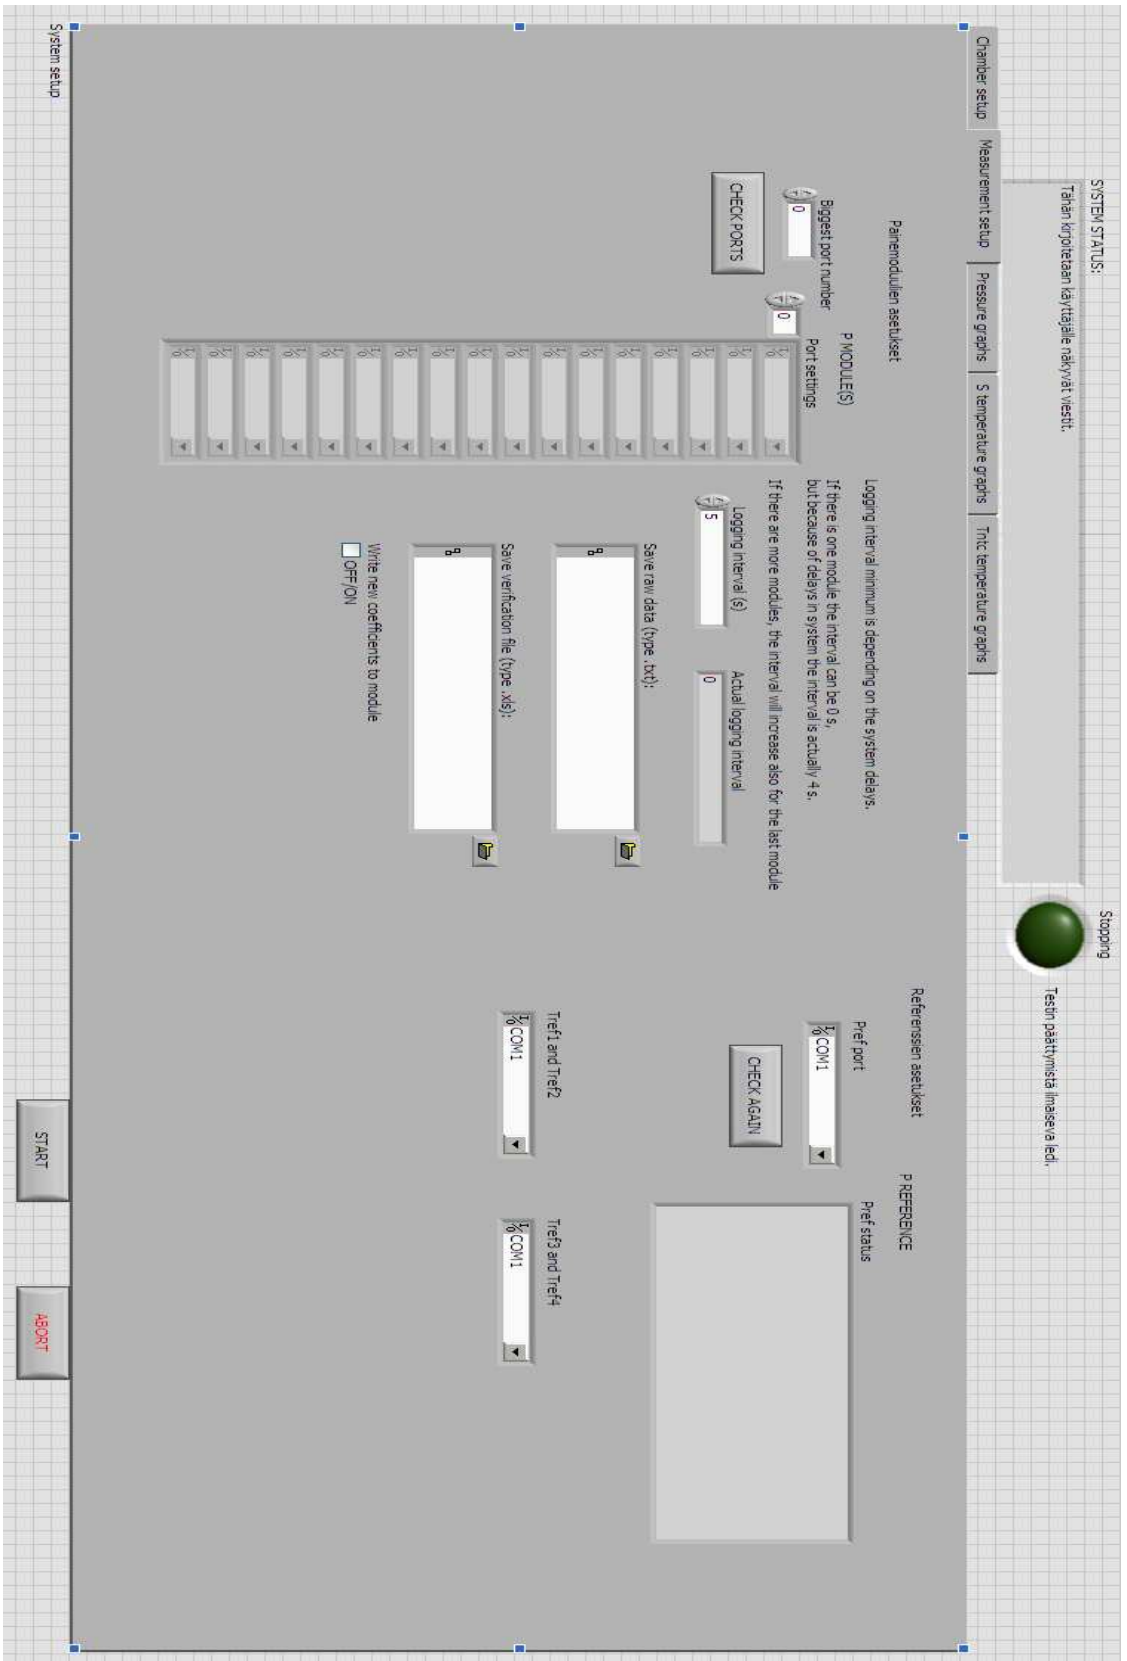 SYSTEM STATUS:
Tähän kirjoitetaan käyttäjälle näkyvät viestit.
Stopping
Testin päättymistä ilmaiseva ledi.
Chamber setup
Measurement setup
Pressure graphs
S temperature graphs
Tntc temperature graphs
Painemoduulien asetukset
Biggest port number
0
CHECK PORTS
P MODULE(S)
Port settings
0
Logging interval minimum is depending on the system delays.
If there is one module the interval can be 0 s,
but because of delays in system the interval is actually 4 s.
If there are more modules, the interval will increase also for the last module
Logging interval (s)
5
Actual logging interval
0
Save raw data (type .txt):
Save verification file (type .xls):
Write new coefficients to module
OFF/ON
Referenssien asetukset
Pref port
COM1
CHECK AGAIN
P REFERENCE
Pref status
Tref1 and Tref2
COM1
Tref3 and Tref4
COM1
System setup
START
ABORT